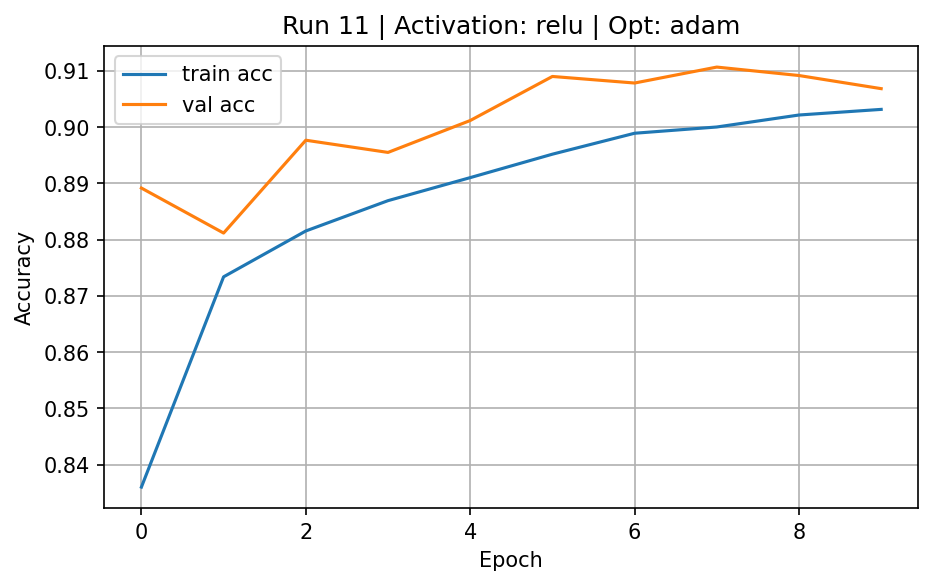 Run 11 | Activation: relu | Opt: adam
train acc
val acc
0.91
0.90
0.89
0.88
0.87
0.86
0.85
0.84
Accuracy
0 2 4 6 8
Epoch